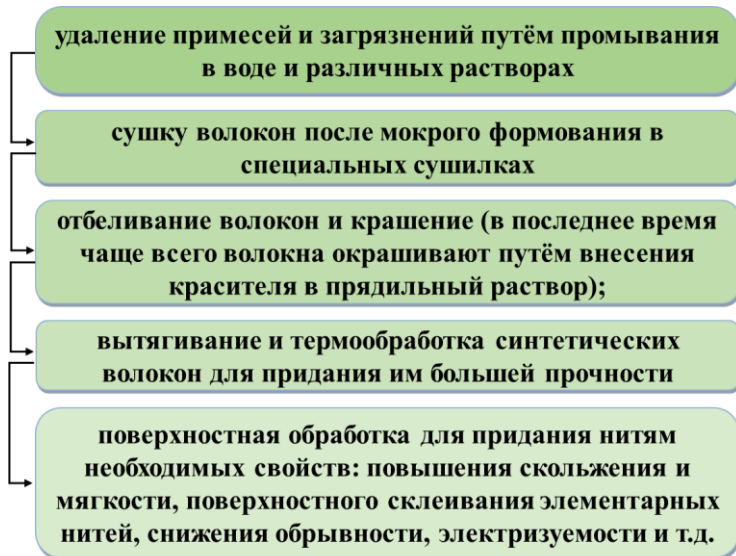 удаление примесей и загрязнений путём промывания
в воде и различных растворах
сушку волокон после мокрого формования в
специальных сушилках
отбеливание волокон и крашение (в последнее время
чаще всего волокна окрашивают путём внесения
красителя в прядильный раствор);
вытягивание и термообработка синтетических
волокон для придания им большей прочности
поверхностная обработка для придания нитям
необходимых свойств: повышения скольжения и
мягкости, поверхностного склеивания элементарных
нитей, снижения обрывности, электризуемости и т.д.